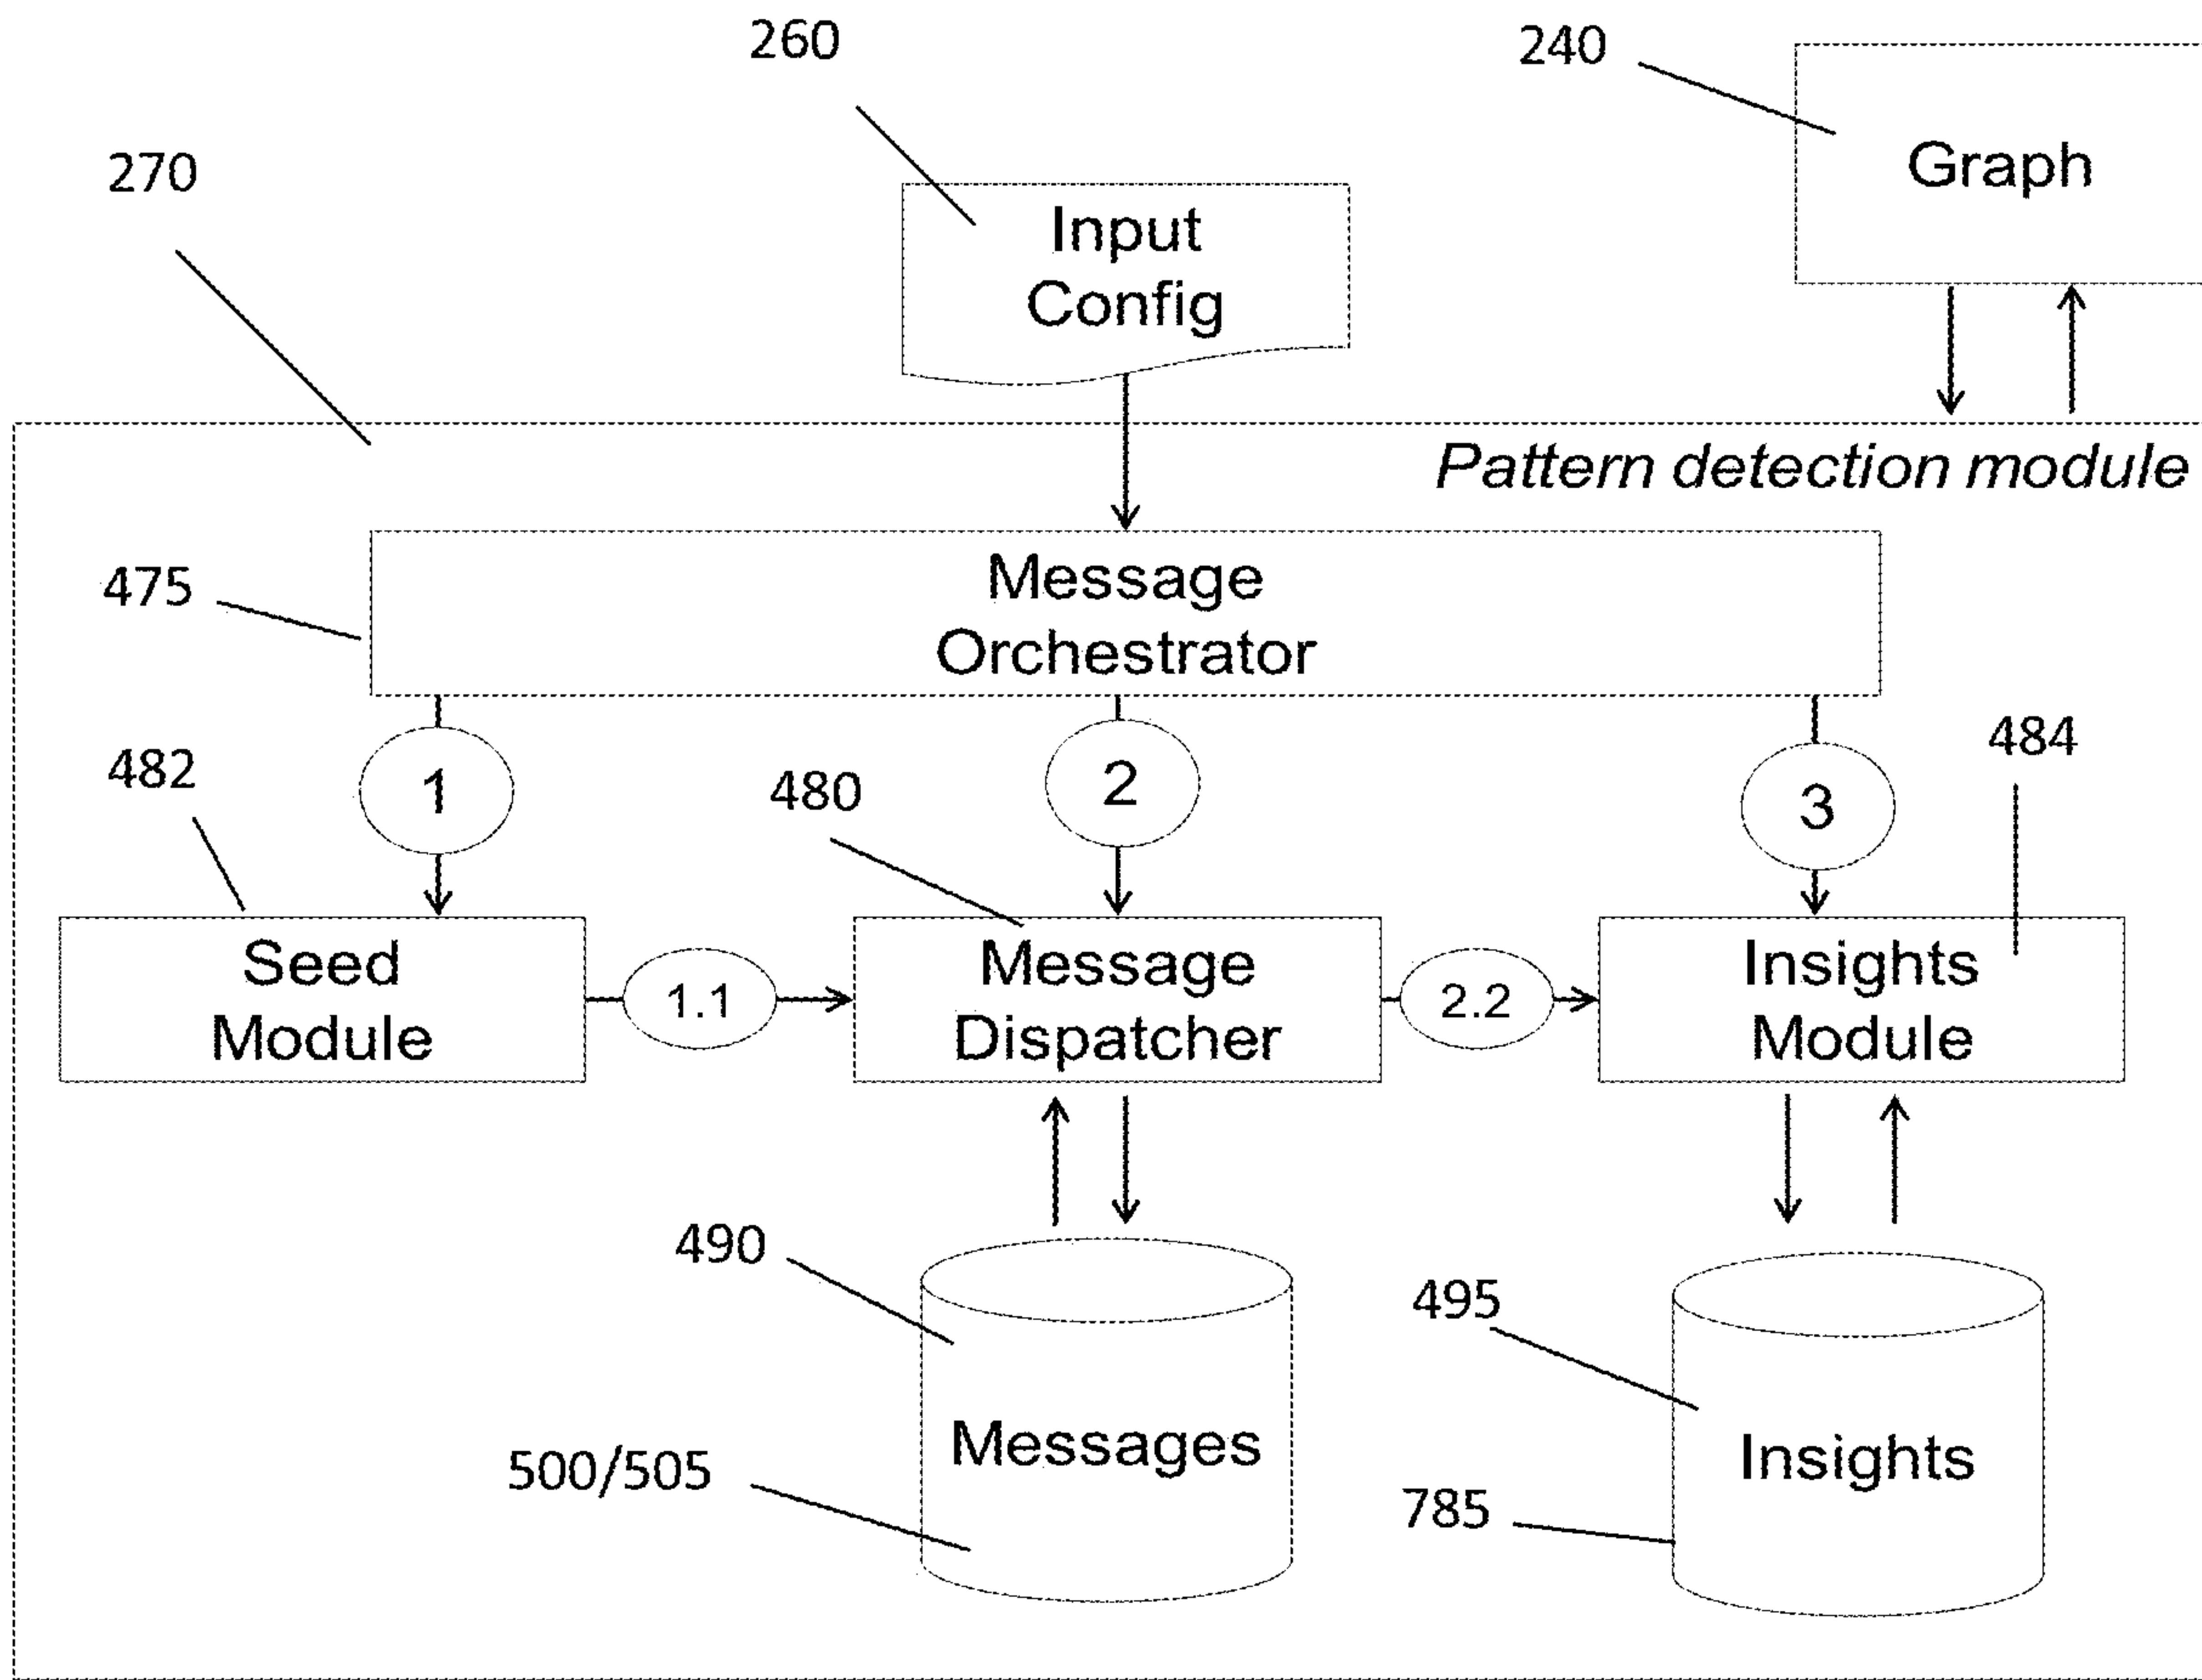 260
240
Graph
270
Input
Config
Pattern detection module
475
Message
Orchestrator
484
482
480
1
2
3
Seed
Module
1.1
Message
Dispatcher
2.2
Insights
Module
490
495
Messages
Insights
500/505
785